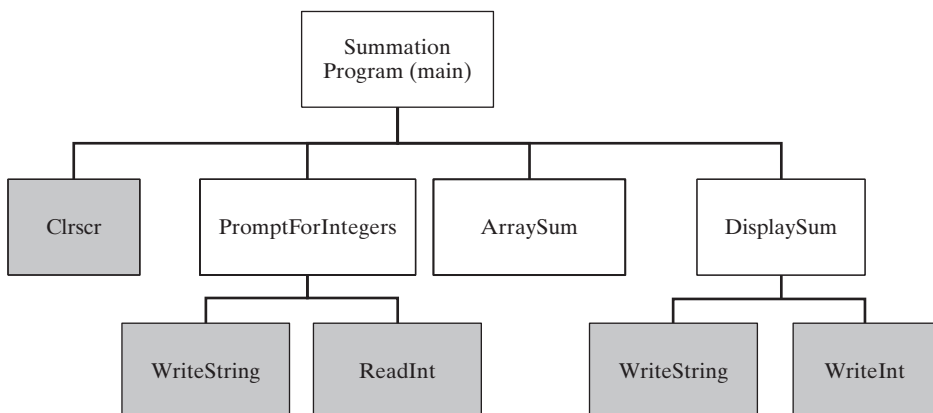 Summation
Program (main)
Clrscr
PromptForIntegers
ArraySum
DisplaySum
WriteString
ReadInt
WriteString
WriteInt